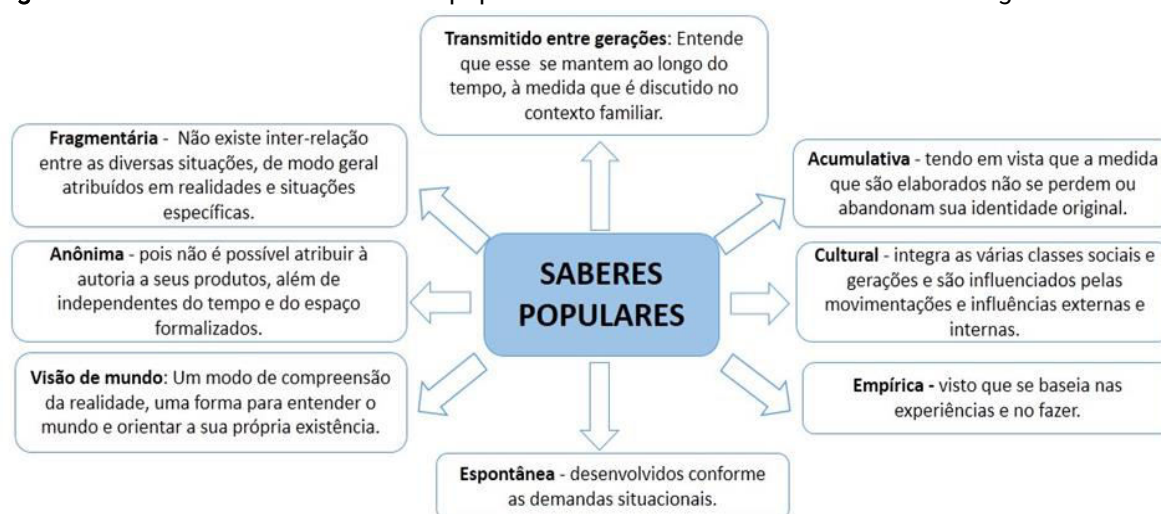 Transmitido entre gerações: Entende
que esse se mantem ao longo do
tempo, à medida que é discutido no
contexto familiar.
Fragmentária - Não existe inter-relação
entre as diversas situações, de modo geral
atribuídos em realidades e situações
específicas.
Acumulativa - tendo em vista que a medida
que são elaborados não se perdem ou
abandonam sua identidade original.
Anônima - pois não é possível atribuir à
autoria a seus produtos, além de
independentes do tempo e do espaço
formalizados.
SABERES
POPULARES
Cultural - integra as várias classes sociais e
gerações e são influenciados pelas
movimentações e influências externas e
internas.
Visão de mundo: Um modo de compreensão
da realidade, uma forma para entender o
mundo e orientar a sua própria existência.
Empírica - visto que se baseia nas
experiências e no fazer.
Espontânea - desenvolvidos conforme
as demandas situacionais.